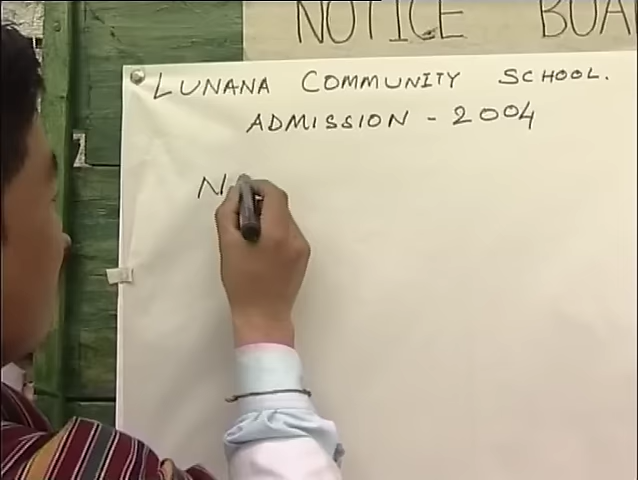 NOTICE BOA
LUNANA COMMUNITY SCHOOL.
ADMISSION - 2004
N